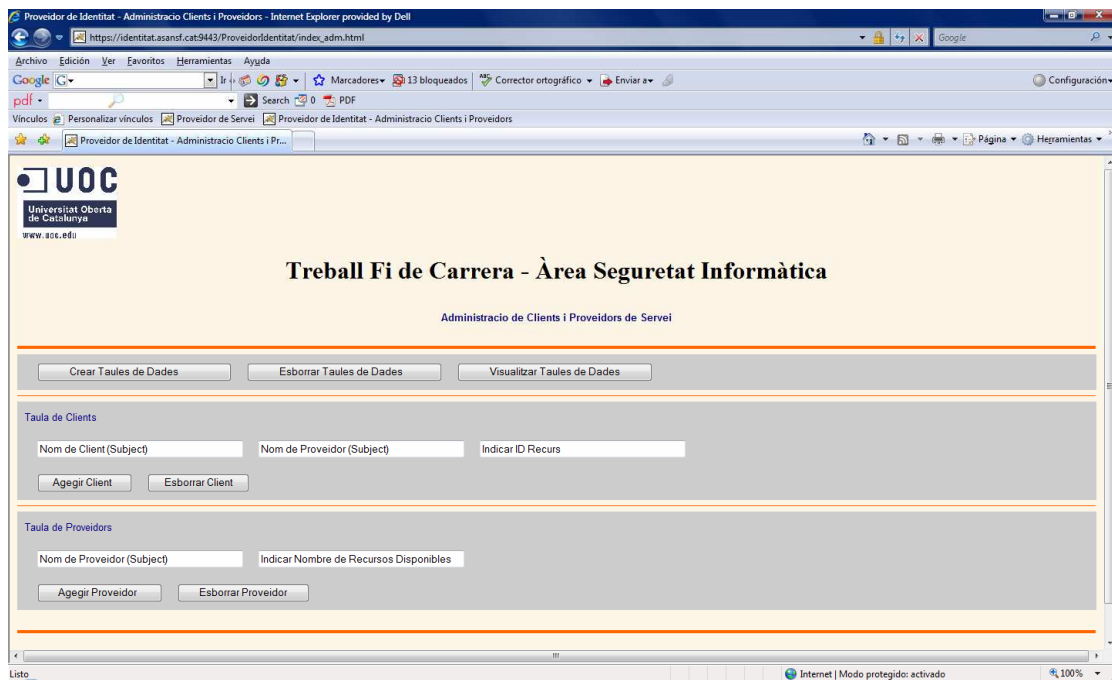 Proveidor de Identitat - Administracio Clients i Proveidors - Internet Explorer provided by Dell
https://identitat.asansf.cat:9443/ProveidorIdentitat/index_adm.html
Google
Archivo Edición Ver Favoritos Herramientas Ayuda
Google G Ir Marcadores 13 bloqueados ABC Corrector ortográfico Enviar a Configuración
pdf Search 0 PDF
Vínculos Personalizar vínculos Proveidor de Servei Proveidor de Identitat - Administracio Clients i Proveidors
Proveidor de Identitat - Administracio Clients i Pr... Página Herramientas
UOC
Universitat Oberta
de Catalunya
www.uoc.edu
Treball Fi de Carrera - Àrea Seguretat Informàtica
Administracio de Clients i Proveidors de Servei
Crear Taules de Dades Esborrar Taules de Dades Visualitzar Taules de Dades
Taula de Clients
Nom de Client (Subject) Nom de Proveidor (Subject) Indicar ID Recurs
Agegir Client Esborrar Client
Taula de Proveidors
Nom de Proveidor (Subject) Indicar Nombre de Recursos Disponibles
Agegir Proveidor Esborrar Proveidor
Listo Internet | Modo protegido: activado 100%